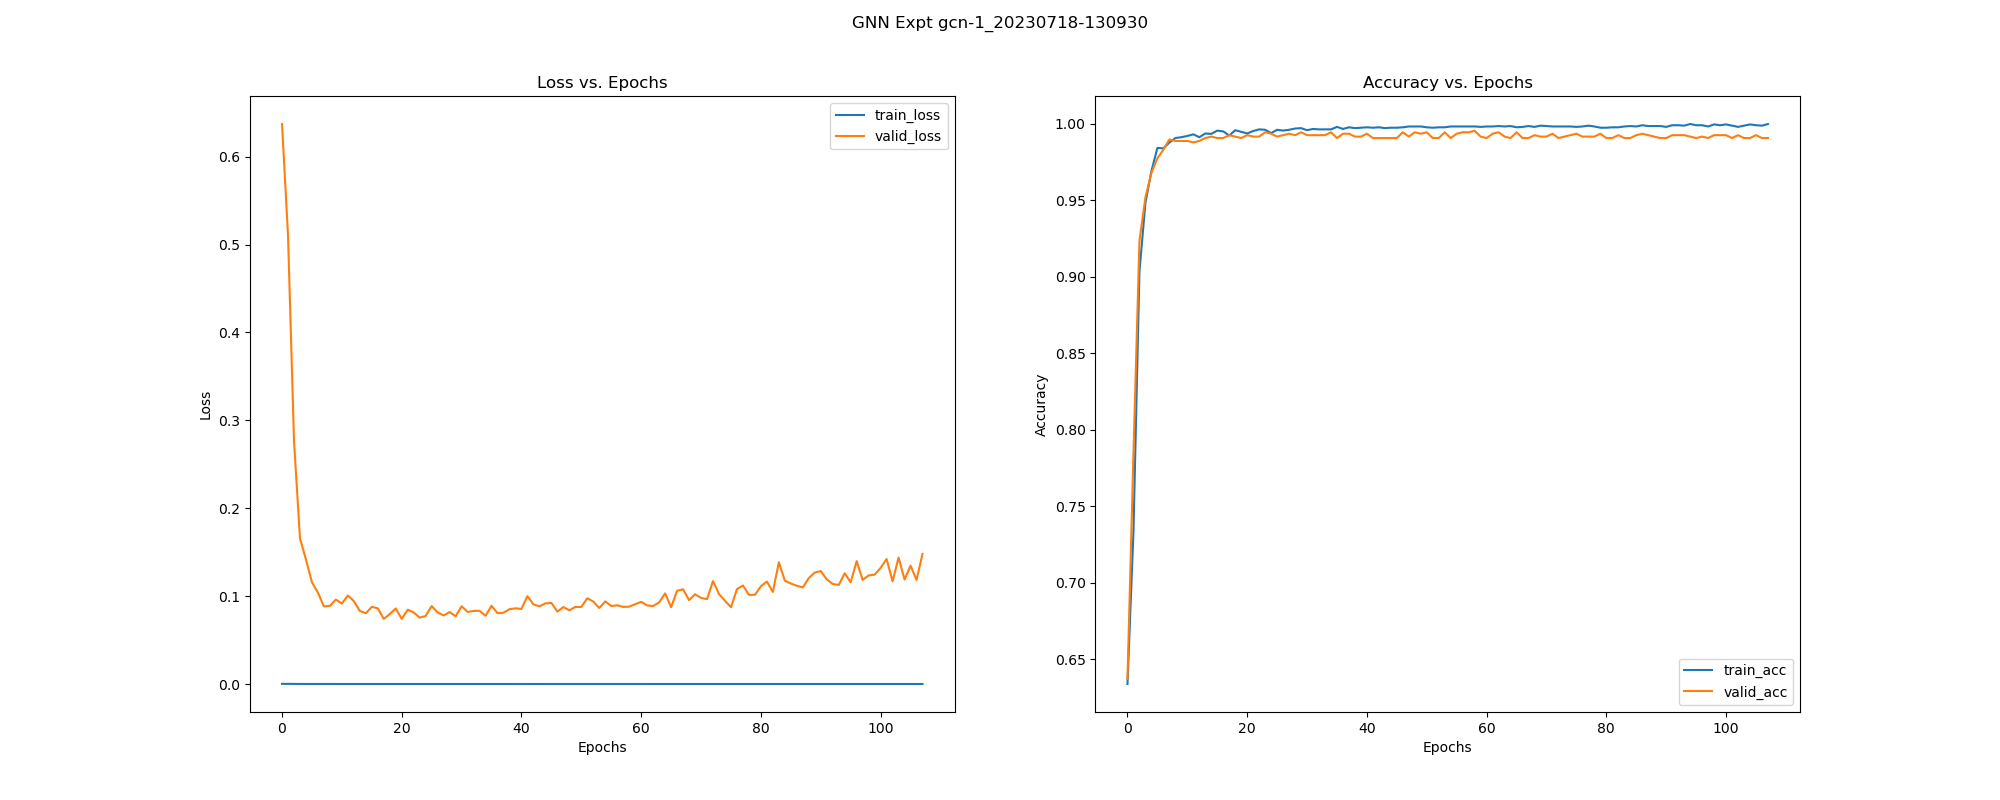 GNN Expt gcn-1_20230718-130930
Loss vs. Epochs
train_loss
valid_loss
0.6
0.5
0.4
0.3
0.2
0.1
0.0
Loss
0 20 40 60 80 100
Epochs
Accuracy vs. Epochs
1.00
0.95
0.90
0.85
0.80
0.75
0.70
0.65
Accuracy
train_acc
valid_acc
0 20 40 60 80 100
Epochs